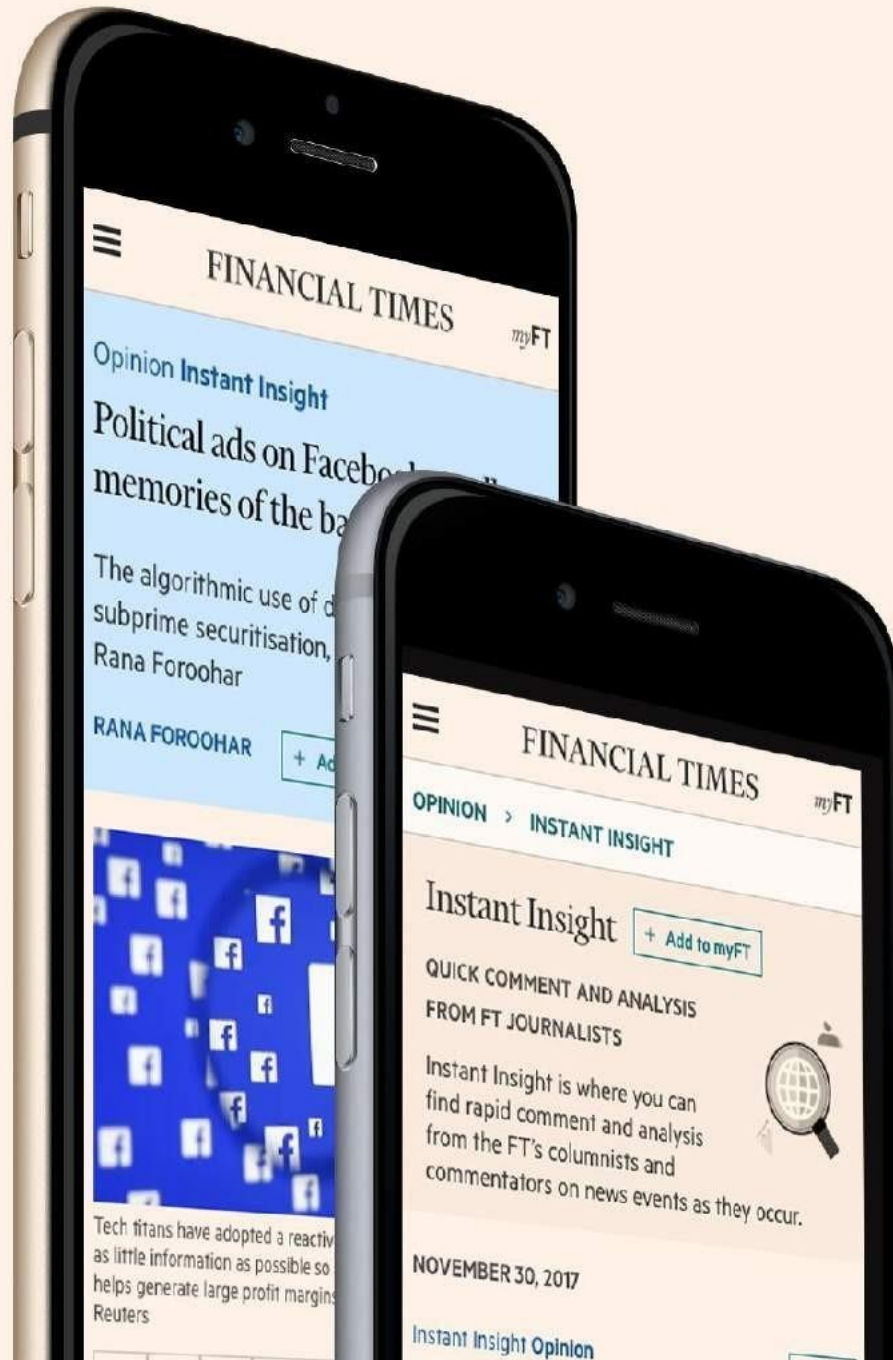 FINANCIAL TIMES
myFT
Opinion Instant Insight
Political ads on
memories of the
The algorithmic use of
subprime securitisation,
Rana Foroohar
RANA FOROOHAR
+
Tech titans have adopted a
as little information as possible so
helps generate large profit margins
Reuters
FINANCIAL TIMES
myFT
OPINION > INSTANT INSIGHT
Instant Insight
+ Add to myFT
QUICK COMMENT AND ANALYSIS
FROM FT JOURNALISTS
Instant Insight is where you can
find rapid comment and analysis
from the FT's columnists and
commentators on news events as they occur.
NOVEMBER 30, 2017
Instant Insight Opinion